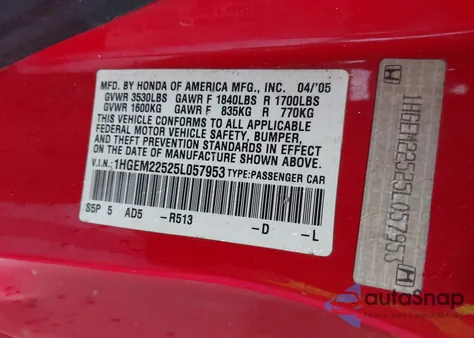 MFD. BY HONDA OF AMERICA MFG., INC. 04/'05
GVWR 3530LBS GAWR F 1840LBS R 1700LBS
GVWR 1600KG GAWR F 835KG R 770KG
THIS VEHICLE CONFORMS TO ALL APPLICABLE
FEDERAL MOTOR VEHICLE SAFETY, BUMPER,
AND THEFT PREVENTION STANDARDS IN EFFECT
ON THE DATE OF MANUFACTURE SHOWN ABOVE.
V.I.N.: 1HGEM22525L057953 TYPE: PASSENGER CAR
S5P 5 AD5 -R513 -D -L
1HGEM22525L057953
autoSnap